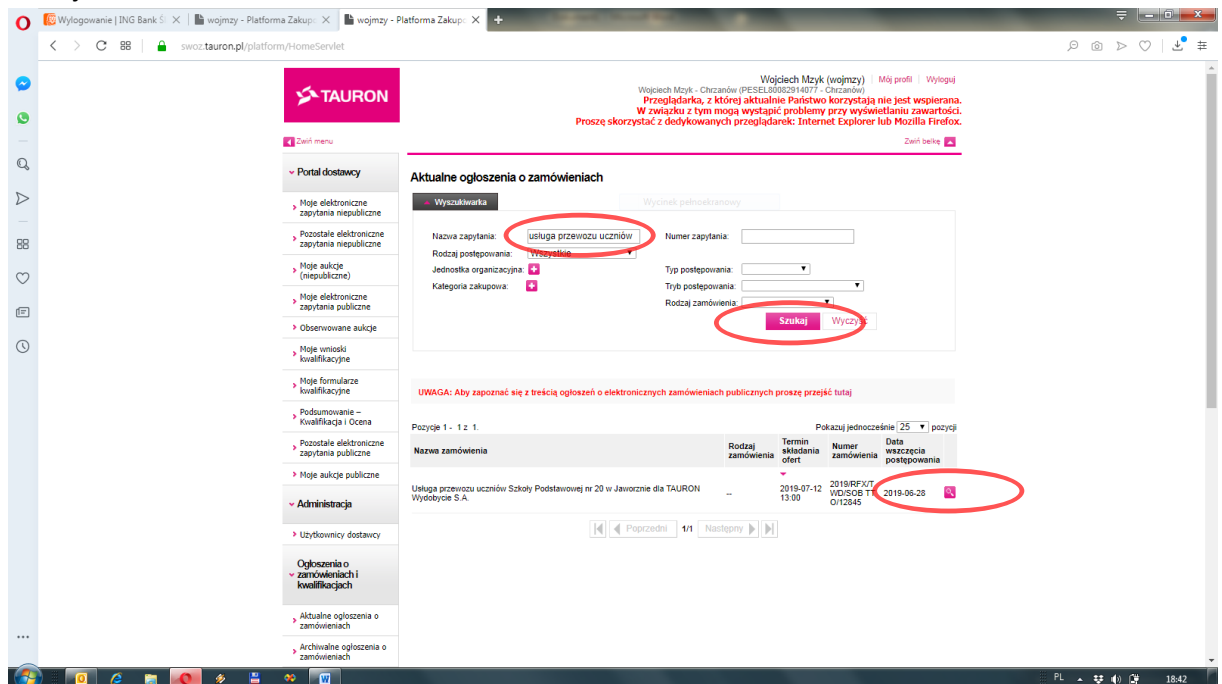 Wylogowanie | ING Bank Ś
wojmzy - Platforma Zakupo
wojmzy - Platforma Zakupo
swoz.tauron.pl/platform/HomeServlet
TAURON
Wojciech Mzyk (wojmzy) | Mój profil | Wyloguj
Wojciech Mzyk - Chrzanów (PESEL80082914077 - Chrzanów)
Przeglądarka, z której aktualnie Państwo korzystają nie jest wspierana.
W związku z tym mogą wystąpić problemy przy wyświetlaniu zawartości.
Proszę skorzystać z dedykowanych przeglądarek: Internet Explorer lub Mozilla Firefox.
Zwiń menu
Zwiń belkę
Portal dostawcy
Moje elektroniczne
zapytania niepubliczne
Pozostałe elektroniczne
zapytania niepubliczne
Moje aukcje
(niepubliczne)
Moje elektroniczne
zapytania publiczne
Obserwowane aukcje
Moje wnioski
kwalifikacyjne
Moje formularze
kwalifikacyjne
Podsumowanie –
Kwalifikacja i Ocena
Pozostałe elektroniczne
zapytania publiczne
Moje aukcje publiczne
Administracja
Użytkownicy dostawcy
Ogłoszenia o
zamówieniach i
kwalifikacjach
Aktualne ogłoszenia o
zamówieniach
Archiwalne ogłoszenia o
zamówieniach
Aktualne ogłoszenia o zamówieniach
Wyszukiwarka
Wycinek pełnoekranowy
Nazwa zapytania: usługa przewozu uczniów
Numer zapytania:
Rodzaj postępowania: Wszystkie
Jednostka organizacyjna:
Typ postępowania:
Kategoria zakupowa:
Tryb postępowania:
Rodzaj zamówienia:
Szukaj
Wyczyść
UWAGA: Aby zapoznać się z treścią ogłoszeń o elektronicznych zamówieniach publicznych proszę przejść tutaj
Pozycje 1 - 1 z 1.
Pokazuj jednocześnie 25 pozycji
Nazwa zamówienia
Rodzaj
zamówienia
Termin
składania
ofert
Numer
zamówienia
Data
wszczęcia
postępowania
Usługa przewozu uczniów Szkoły Podstawowej nr 20 w Jaworznie dla TAURON
Wydobycie S.A.
--
2019-07-12
13:00
2019/RFX/T
WD/SOB TT
O/12845
2019-06-28
Poprzedni 1/1 Następny
PL
18:42